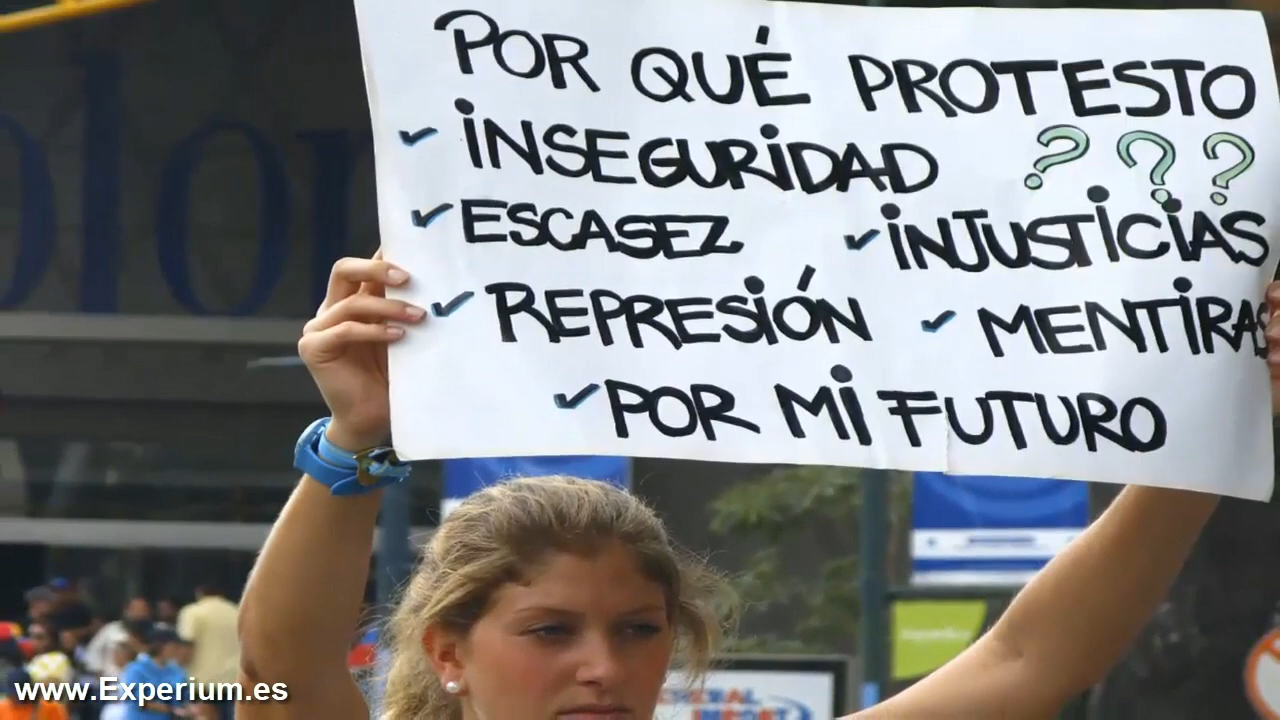 POR QUÉ PROTESTO
✓ INSEGURIDAD ???
✓ ESCASEZ ✓ INJUSTICIAS
✓ REPRESIÓN ✓ MENTIRAS
✓ POR MI FUTURO
www.Experium.es